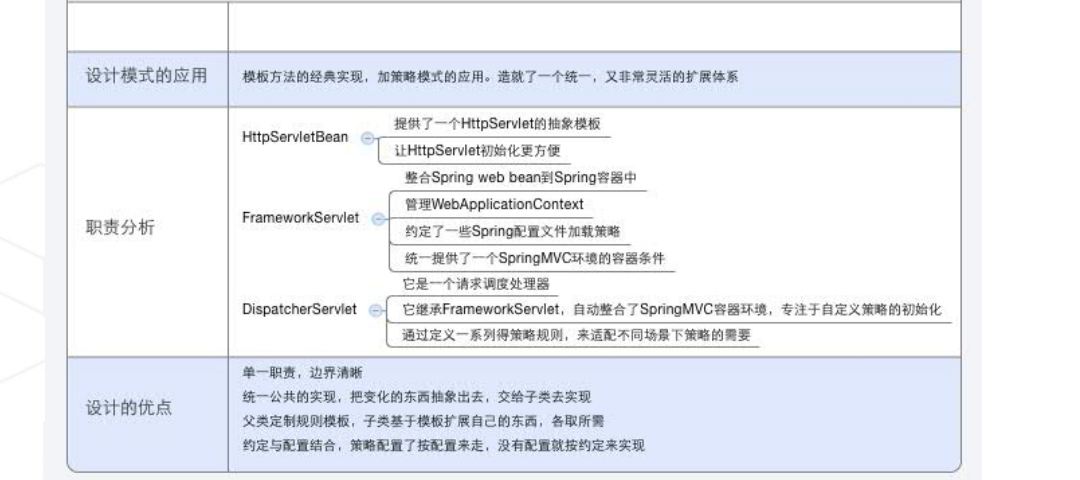 设计模式的应用
模板方法的经典实现，加策略模式的应用。造就了一个统一，又非常灵活的扩展体系
职责分析
HttpServletBean
提供了一个HttpServlet的抽象模板
让HttpServlet初始化更方便
FrameworkServlet
整合Spring web bean到Spring容器中
管理WebApplicationContext
约定了一些Spring配置文件加载策略
统一提供了一个SpringMVC环境的容器条件
DispatcherServlet
它是一个请求调度处理器
它继承FrameworkServlet，自动整合了SpringMVC容器环境，专注于自定义策略的初始化
通过定义一系列得策略规则，来适配不同场景下策略的需要
设计的优点
单一职责，边界清晰
统一公共的实现，把变化的东西抽象出去，交给子类去实现
父类定制规则模板，子类基于模板扩展自己的东西，各取所需
约定与配置结合，策略配置了按配置来走，没有配置就按约定来实现